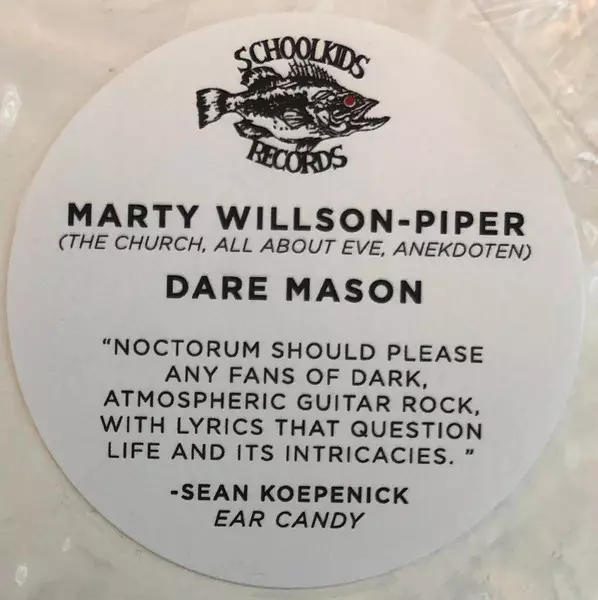 SCHOOLKIDS
RECORDS
MARTY WILLSON-PIPER
(THE CHURCH, ALL ABOUT EVE, ANEKDOTEN)
DARE MASON
"NOCTORUM SHOULD PLEASE
ANY FANS OF DARK,
ATMOSPHERIC GUITAR ROCK,
WITH LYRICS THAT QUESTION
LIFE AND ITS INTRICACIES. "
-SEAN KOEPENICK
EAR CANDY